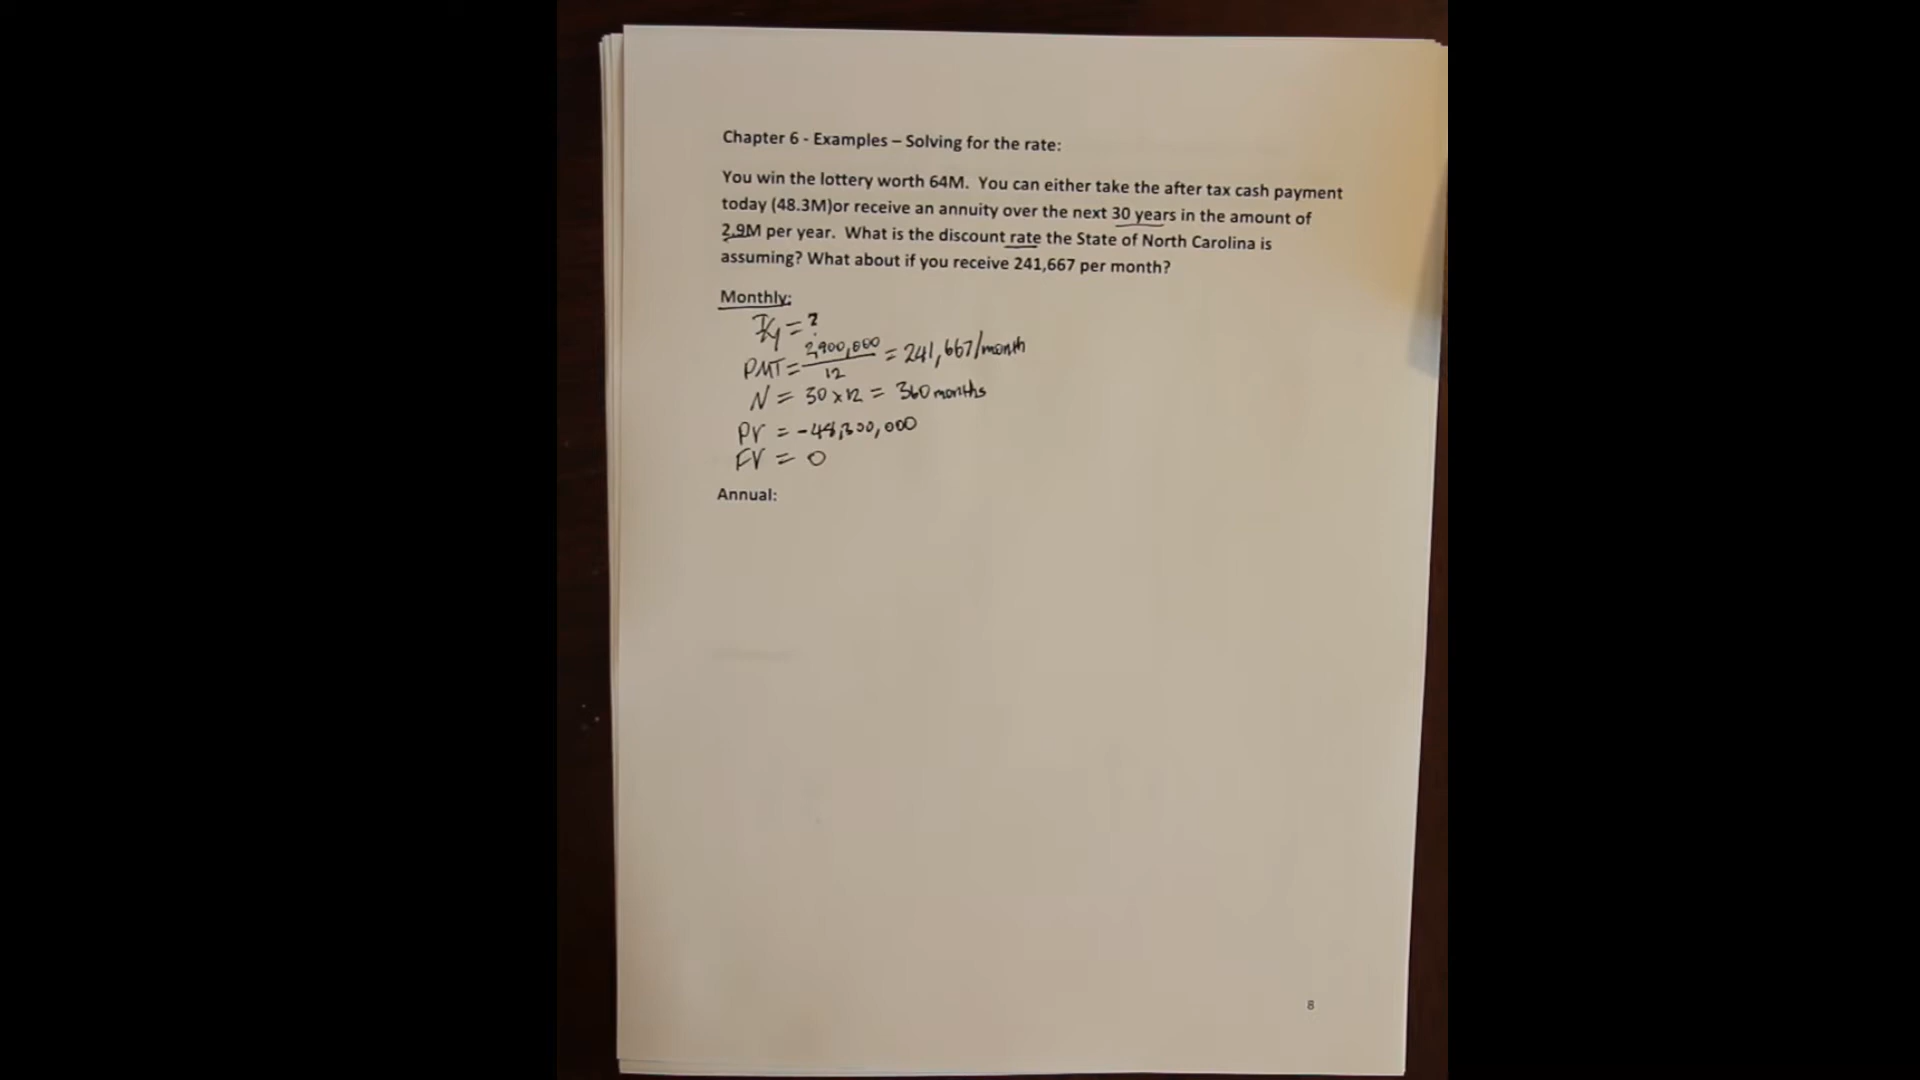 Chapter 6 - Examples – Solving for the rate:
You win the lottery worth 64M.  You can either take the after tax cash payment
today (48.3M)or receive an annuity over the next 30 years in the amount of
2.9M per year.  What is the discount rate the State of North Carolina is
assuming? What about if you receive 241,667 per month?
Monthly:
I/y = ?
PMT = 2,900,000 / 12 = 241,667/month
N = 30 x 12 = 360 months
PV = -48,300,000
FV = 0
Annual:
8